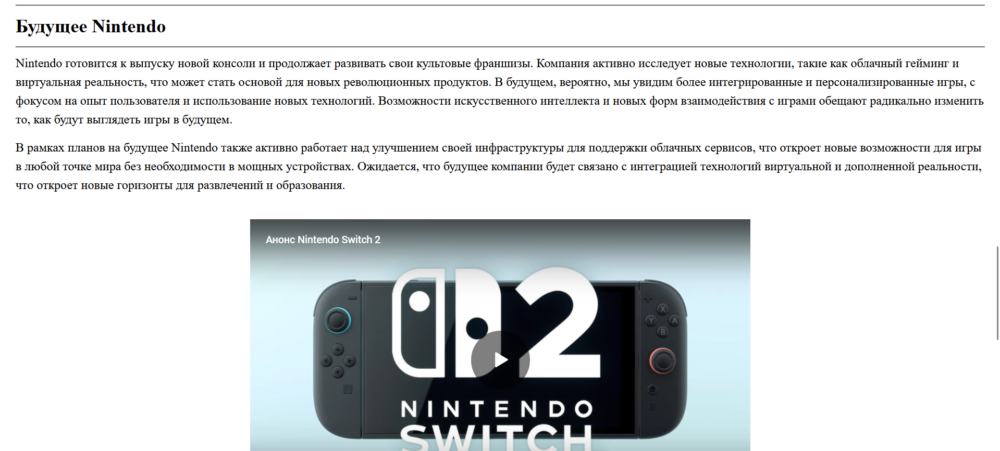 Будущее Nintendo
Nintendo готовится к выпуску новой консоли и продолжает развивать свои культовые франшизы. Компания активно исследует новые технологии, такие как облачный гейминг и
виртуальная реальность, что может стать основой для новых революционных продуктов. В будущем, вероятно, мы увидим более интегрированные и персонализированные игры, с
фокусом на опыт пользователя и использование новых технологий. Возможности искусственного интеллекта и новых форм взаимодействия с играми обещают радикально изменить
то, как будут выглядеть игры в будущем.
В рамках планов на будущее Nintendo также активно работает над улучшением своей инфраструктуры для поддержки облачных сервисов, что откроет новые возможности для игры
в любой точке мира без необходимости в мощных устройствах. Ожидается, что будущее компании будет связано с интеграцией технологий виртуальной и дополненной реальности,
что откроет новые горизонты для развлечений и образования.
Анонс Nintendo Switch 2
2
X
Y A
B
NINTENDO
SWITCH